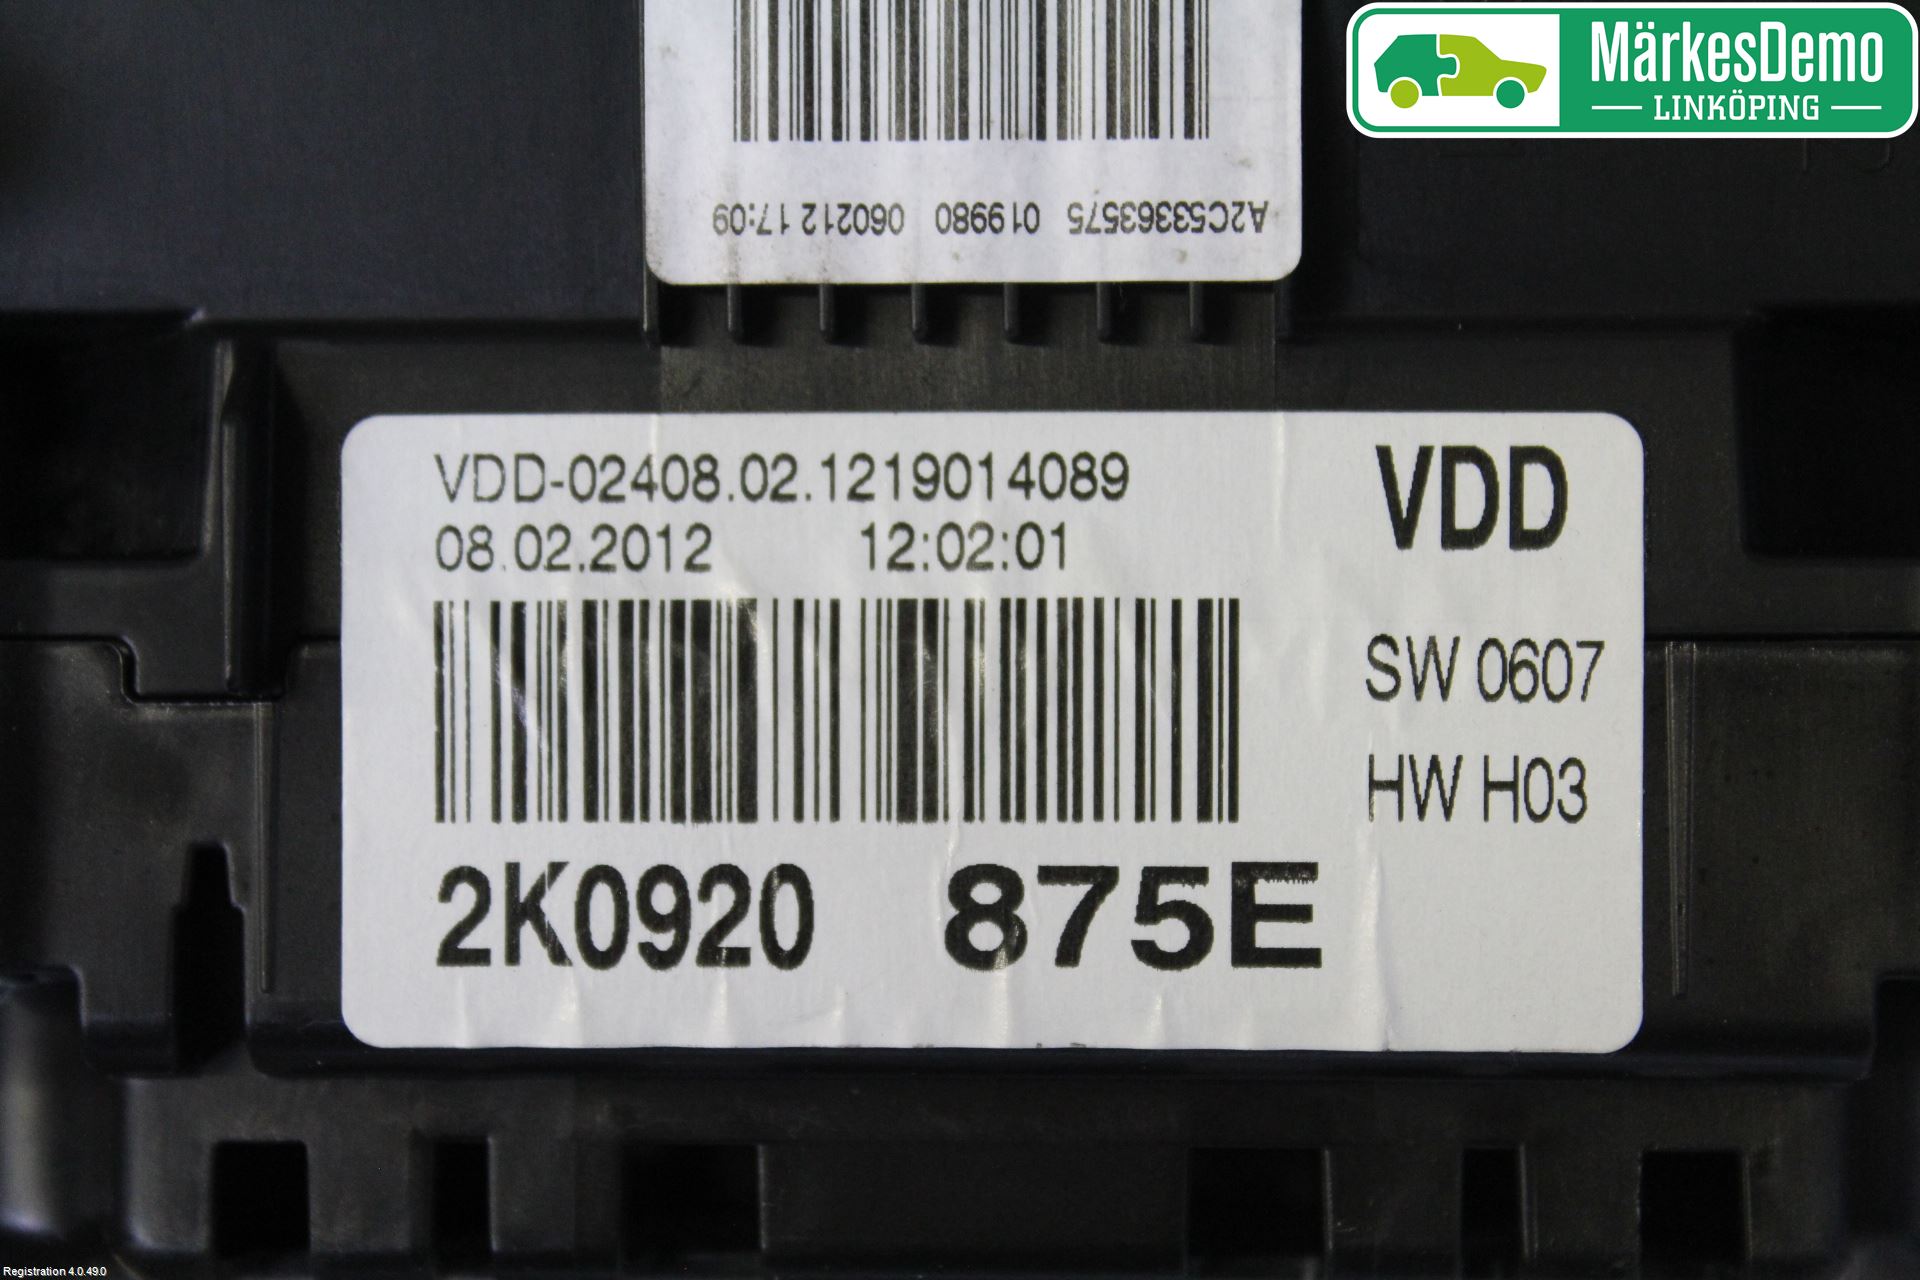 MärkesDemo
LINKÖPING
A2C53363575 019980 060212 17:09
VDD-02408.02.1219014089
08.02.2012 12:02:01
VDD
SW 0607
HW H03
2K0920 875E
Registration 4.0.49.0